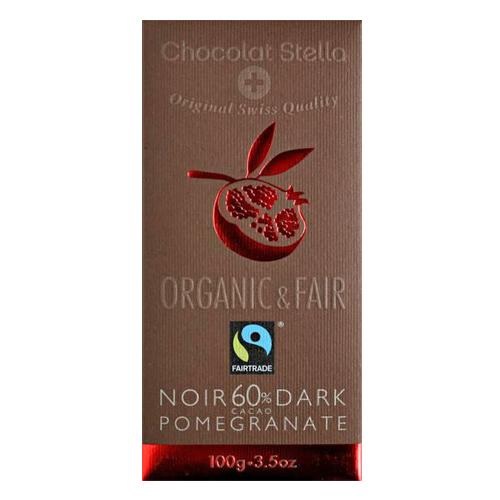 Chocolat Stella
Original Swiss Quality
ORGANIC & FAIR
®
FAIRTRADE
NOIR 60% DARK
CACAO
POMEGRANATE
100g • 3.5oz